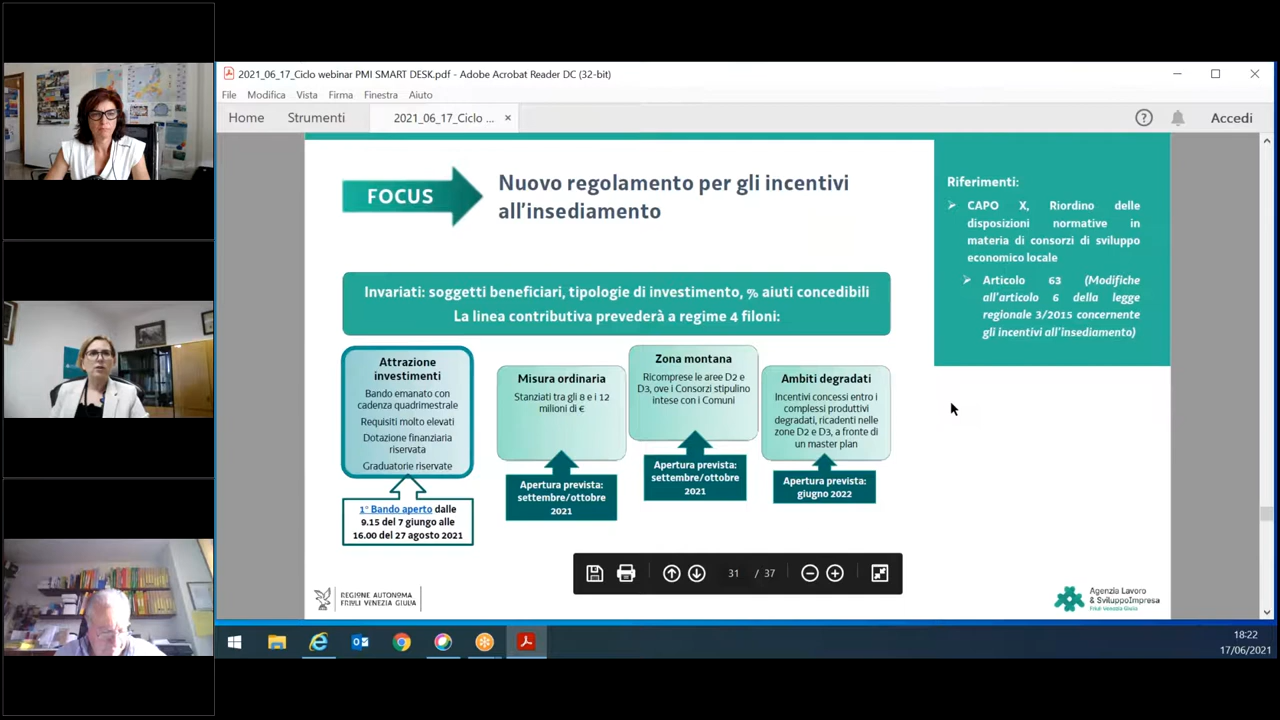 2021_06_17_Ciclo webinar PMI SMART DESK.pdf - Adobe Acrobat Reader DC (32-bit)
File Modifica Vista Firma Finestra Aiuto
Home Strumenti 2021_06_17_Ciclo ... × Accedi
FOCUS
Nuovo regolamento per gli incentivi
all'insediamento
Riferimenti:
CAPO X, Riordino delle
disposizioni normative in
materia di consorzi di sviluppo
economico locale
Articolo 63 (Modifiche
all'articolo 6 della legge
regionale 3/2015 concernente
gli incentivi all'insediamento)
Invariati: soggetti beneficiari, tipologie di investimento, % aiuti concedibili
La linea contributiva prevederà a regime 4 filoni:
Attrazione
investimenti
Bando emanato con
cadenza quadrimestrale
Requisiti molto elevati
Dotazione finanziaria
riservata
Graduatorie riservate
1° Bando aperto dalle
9.15 del 7 giungo alle
16.00 del 27 agosto 2021
Misura ordinaria
Stanziati tra gli 8 e i 12
milioni di €
Apertura prevista:
settembre/ottobre
2021
Zona montana
Ricomprese le aree D2 e
D3, ove i Consorzi stipulino
intese con i Comuni
Apertura prevista:
settembre/ottobre
2021
Ambiti degradati
Incentivi concessi entro i
complessi produttivi
degradati, ricadenti nelle
zone D2 e D3, a fronte di
un master plan
Apertura prevista:
giugno 2022
31 / 37
REGIONE AUTONOMA
FRIULI VENEZIA GIULIA
Agenzia Lavoro
& SviluppoImpresa
Friuli Venezia Giulia
18:22
17/06/2021